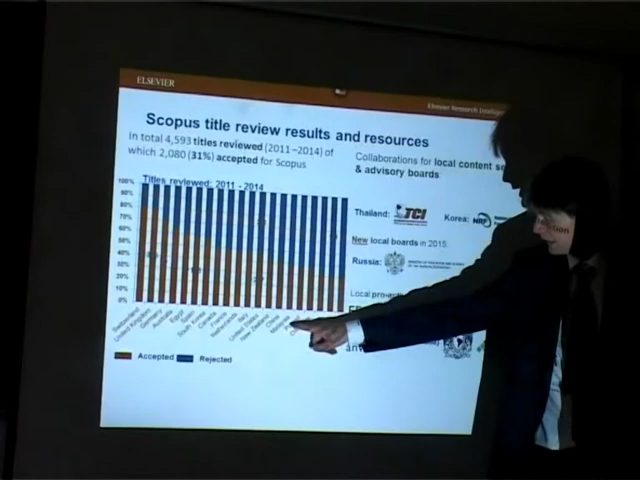 ELSEVIER
Elsevier Research Intelligence
Scopus title review results and resources
In total 4,593 titles reviewed (2011–2014) of
which 2,080 (31%) accepted for Scopus
Collaborations for local content
& advisory boards
Titles reviewed: 2011 - 2014
100%
90%
80%
70%
60%
50%
40%
30%
20%
10%
0%
Switzerland
United Kingdom
Germany
Australia
Egypt
Spain
South Korea
Canada
France
Netherlands
Italy
United States
New Zealand
China
Accepted
Rejected
Thailand: TCI
Korea: NRF
New local boards in 2015:
Russia:
Local